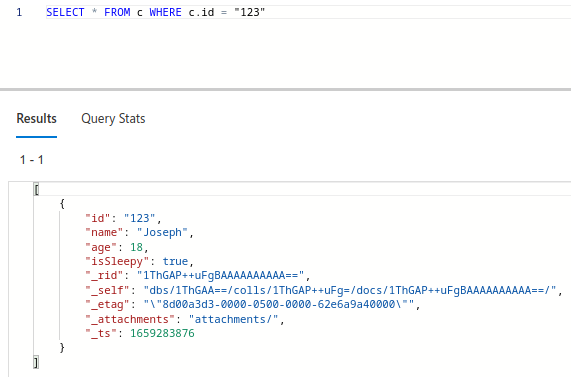 1 SELECT * FROM c WHERE c.id = "123"
Results Query Stats
1 - 1
[
{
"id": "123",
"name": "Joseph",
"age": 18,
"isSleepy": true,
"_rid": "1ThGAP++uFgBAAAAAAAAAA==",
"_self": "dbs/1ThGAA==/colls/1ThGAP++uFg=/docs/1ThGAP++uFgBAAAAAAAAAA==/",
"_etag": "\"8d00a3d3-0000-0500-0000-62e6a9a40000\"",
"_attachments": "attachments/",
"_ts": 1659283876
}
]